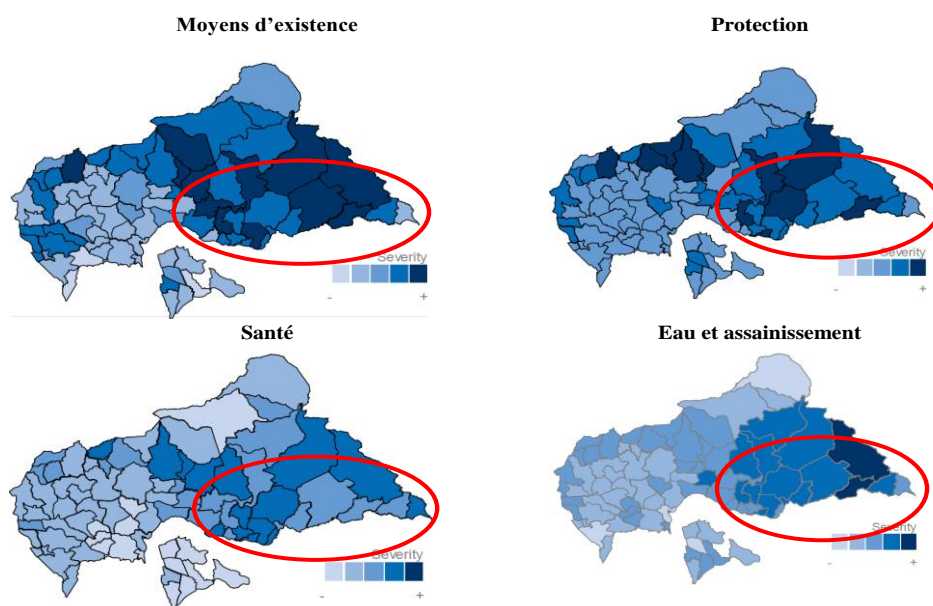 Moyens d’existence
Protection
Severity
- +
Severity
- +
Santé
Eau et assainissement
Severity
- +
Severity
- +